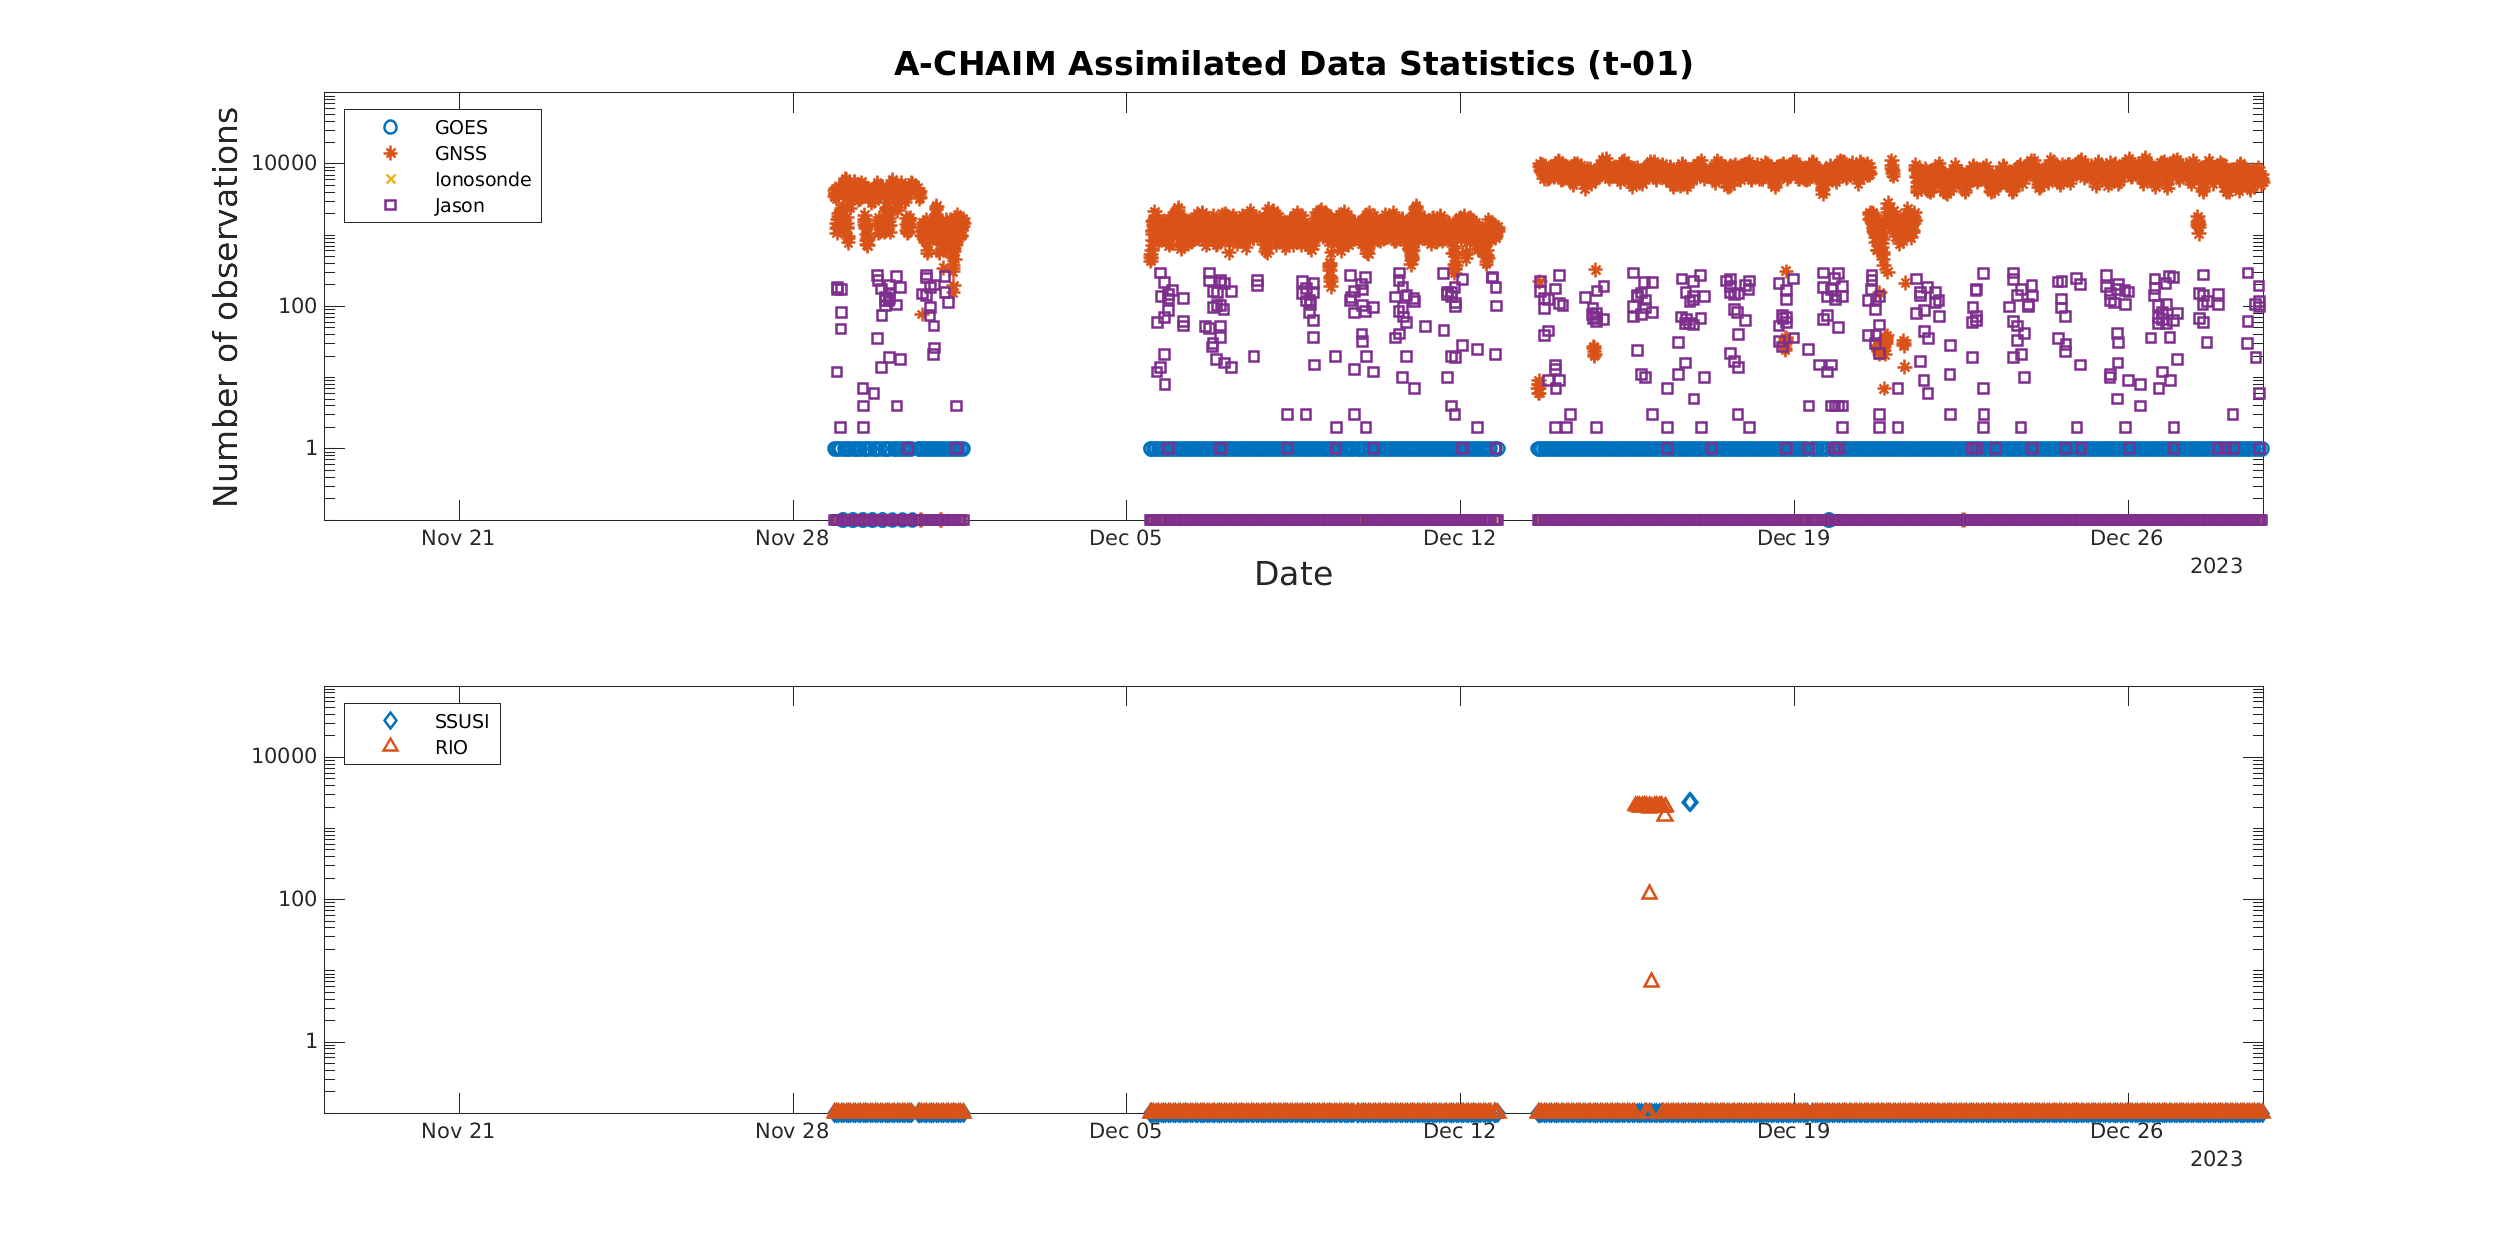 A-CHAIM Assimilated Data Statistics (t-01)
Number of observations
GOES
GNSS
Ionosonde
Jason
10000
100
1
Nov 21 Nov 28 Dec 05 Dec 12 Dec 19 Dec 26
2023
Date
SSUSI
RIO
10000
100
1
Nov 21 Nov 28 Dec 05 Dec 12 Dec 19 Dec 26
2023